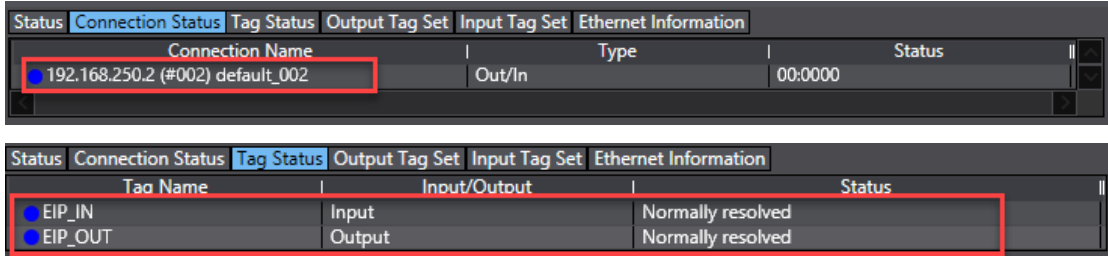 Status Connection Status Tag Status Output Tag Set Input Tag Set Ethernet Information
Connection Name Type Status
192.168.250.2 (#002) default_002 Out/In 00:0000
Status Connection Status Tag Status Output Tag Set Input Tag Set Ethernet Information
Tag Name Input/Output Status
EIP_IN Input Normally resolved
EIP_OUT Output Normally resolved